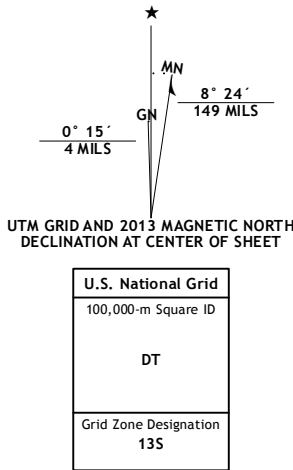 MN
GN
8° 24´
149 MILS
0° 15´
4 MILS
UTM GRID AND 2013 MAGNETIC NORTH
DECLINATION AT CENTER OF SHEET
U.S. National Grid
100,000-m Square ID
DT
Grid Zone Designation
13S